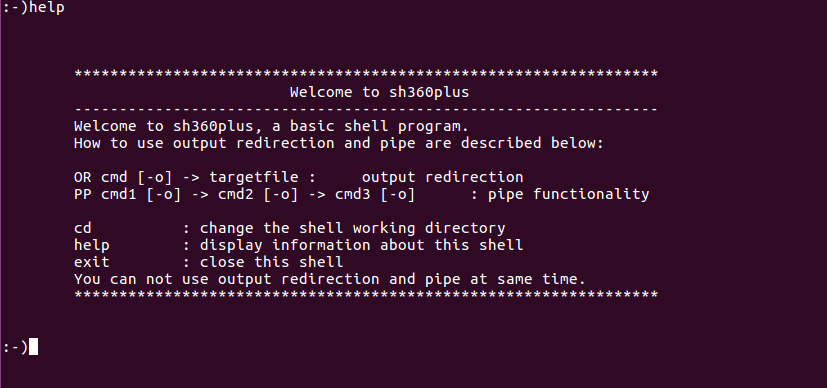 :-)help
*****************************************************************
Welcome to sh360plus
-----------------------------------------------------------------
Welcome to sh360plus, a basic shell program.
How to use output redirection and pipe are described below:
OR cmd [-o] -> targetfile :     output redirection
PP cmd1 [-o] -> cmd2 [-o] -> cmd3 [-o]      : pipe functionality
cd          : change the shell working directory
help        : display information about this shell
exit        : close this shell
You can not use output redirection and pipe at same time.
*****************************************************************
:-)